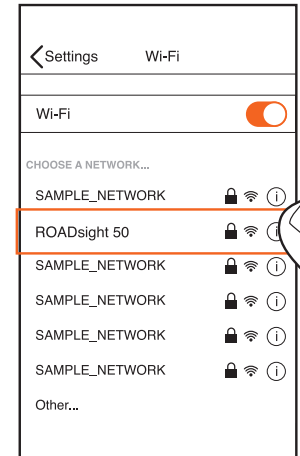 Settings Wi-Fi
Wi-Fi
CHOOSE A NETWORK...
SAMPLE_NETWORK
ROADsight 50
SAMPLE_NETWORK
SAMPLE_NETWORK
SAMPLE_NETWORK
SAMPLE_NETWORK
Other...